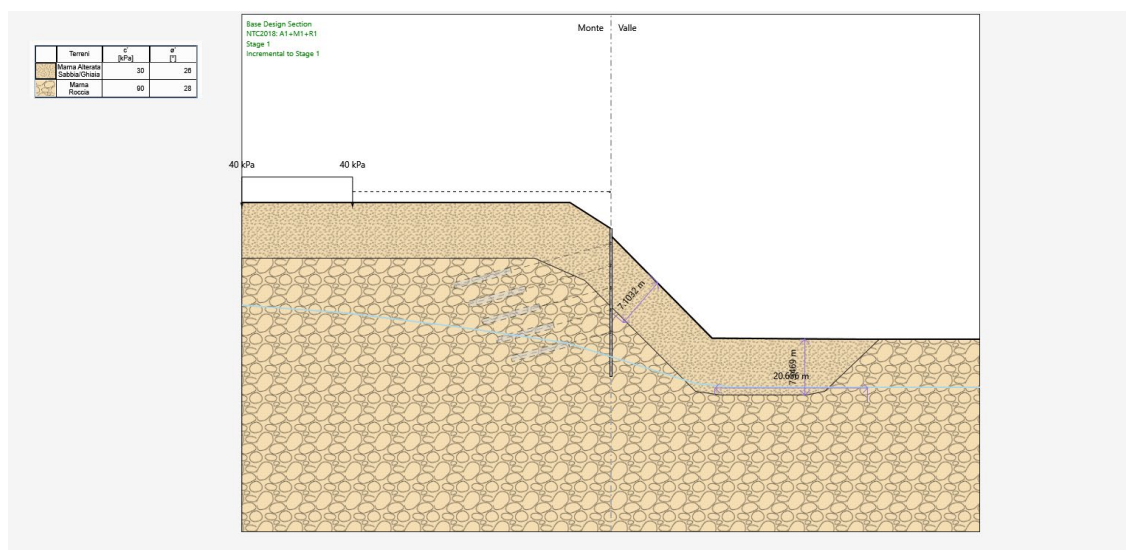 Base Design Section
NTC2018: A1+M1+R1
Stage 1
Incremental to Stage 1
Monte
Valle
Terreni c' [kPa] ø' [°]
Marna Alterata Sabbia/Ghiaia 30 26
Marna Roccia 90 28
40 kPa
40 kPa
7.1032 m
20.656 m